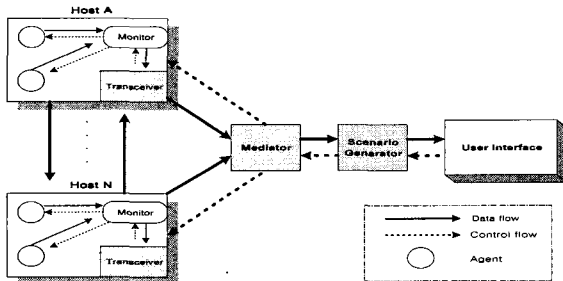 Host A
Monitor
Transceiver
Mediator
Scenario
Generator
User Interface
Host N
Monitor
Transceiver
Data flow
Control flow
Agent